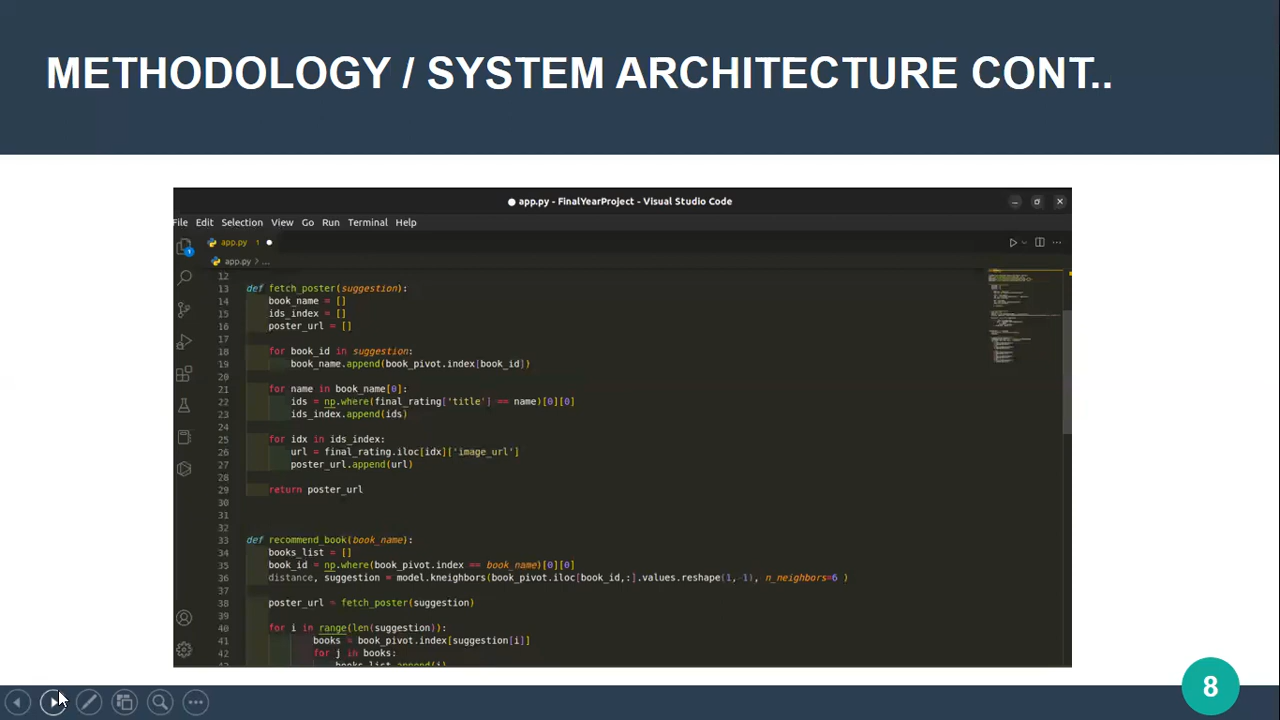 METHODOLOGY / SYSTEM ARCHITECTURE CONT..
● app.py - FinalYearProject - Visual Studio Code
File Edit Selection View Go Run Terminal Help
app.py 1 ●
app.py > ...
12
13 def fetch_poster(suggestion):
14 book_name = []
15 ids_index = []
16 poster_url = []
17
18 for book_id in suggestion:
19 book_name.append(book_pivot.index[book_id])
20
21 for name in book_name[0]:
22 ids = np.where(final_rating['title'] == name)[0][0]
23 ids_index.append(ids)
24
25 for idx in ids_index:
26 url = final_rating.iloc[idx]['image_url']
27 poster_url.append(url)
28
29 return poster_url
30
31
32
33 def recommend_book(book_name):
34 books_list = []
35 book_id = np.where(book_pivot.index == book_name)[0][0]
36 distance, suggestion = model.kneighbors(book_pivot.iloc[book_id,:].values.reshape(1,-1), n_neighbors=6 )
37
38 poster_url = fetch_poster(suggestion)
39
40 for i in range(len(suggestion)):
41 books = book_pivot.index[suggestion[i]]
42 for j in books:
books_list.append(j)
8